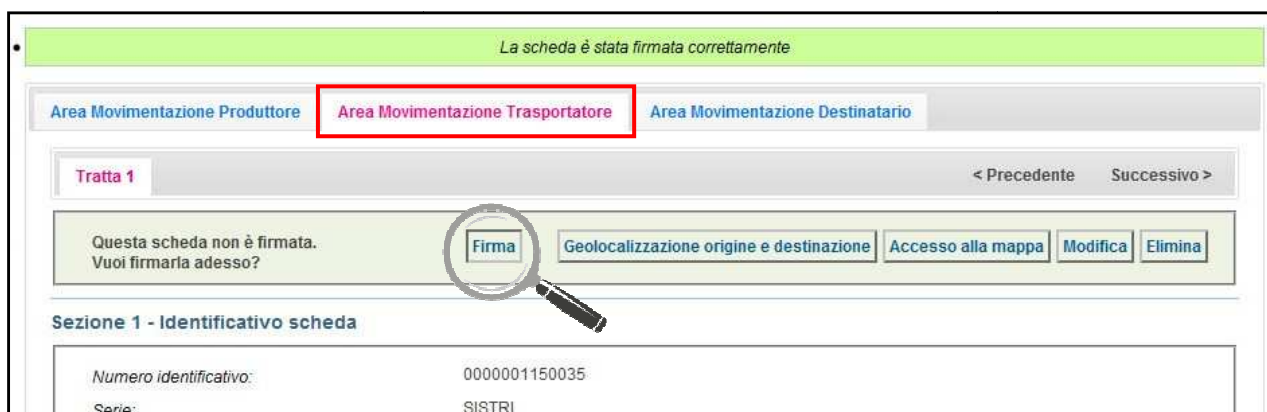 La scheda è stata firmata correttamente
Area Movimentazione Produttore Area Movimentazione Trasportatore Area Movimentazione Destinatario
Tratta 1 < Precedente Successivo >
Questa scheda non è firmata.
Vuoi firmarla adesso?
Firma Geolocalizzazione origine e destinazione Accesso alla mappa Modifica Elimina
Sezione 1 - Identificativo scheda
Numero identificativo: 0000001150035
Serie: SISTRI